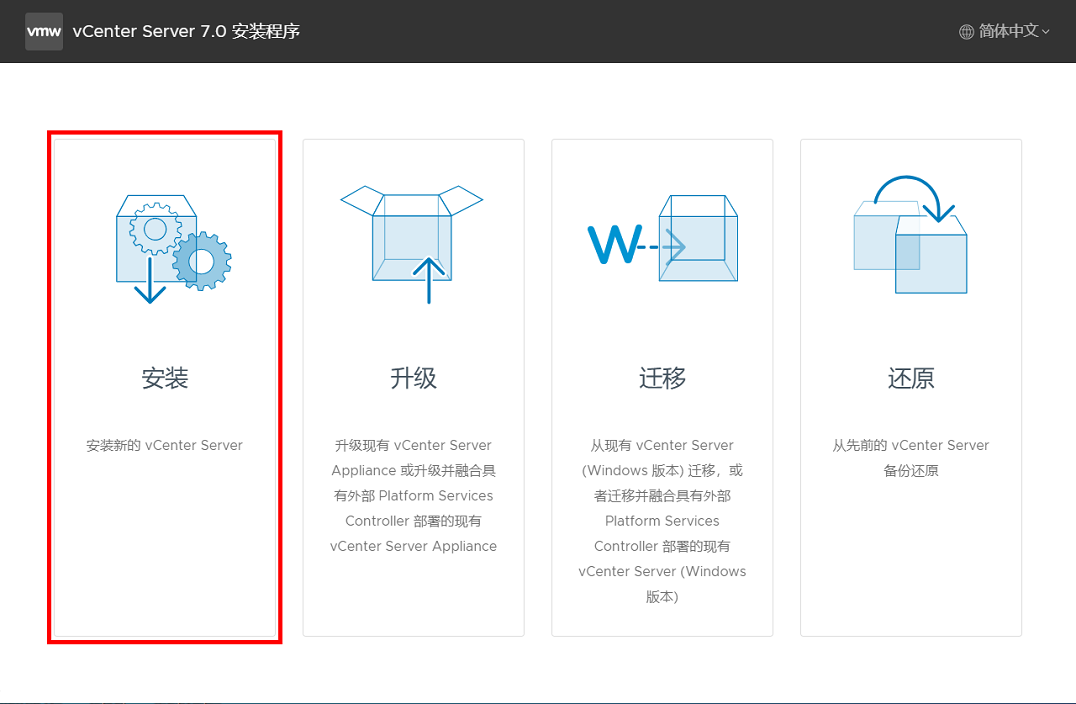 vmw vCenter Server 7.0 安装程序
简体中文
W
安装
安装新的 vCenter Server
升级
升级现有 vCenter Server
Appliance 或升级并融合具
有外部 Platform Services
Controller 部署的现有
vCenter Server Appliance
迁移
从现有 vCenter Server
(Windows 版本) 迁移，或
者迁移并融合具有外部
Platform Services
Controller 部署的现有
vCenter Server (Windows
版本)
还原
从先前的 vCenter Server
备份还原